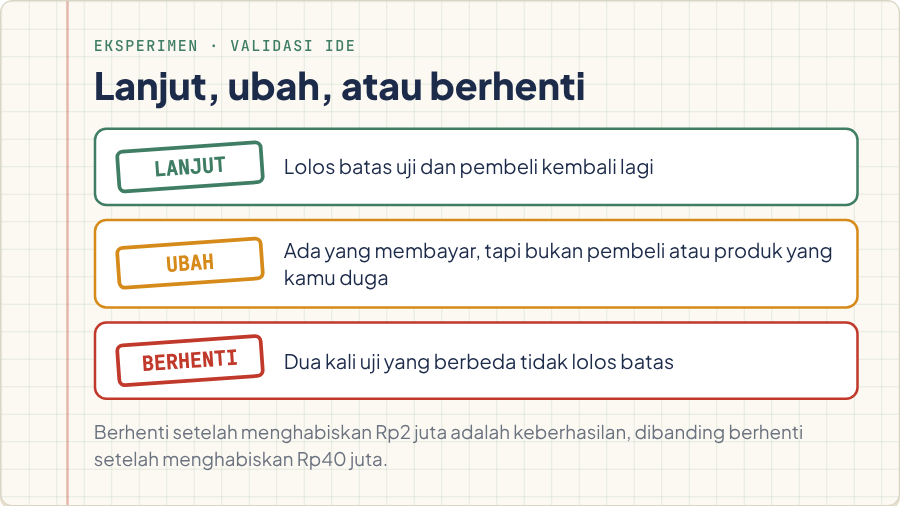 EKSPERIMEN · VALIDASI IDE
Lanjut, ubah, atau berhenti
LANJUT
Lolos batas uji dan pembeli kembali lagi
UBAH
Ada yang membayar, tapi bukan pembeli atau produk yang
kamu duga
BERHENTI
Dua kali uji yang berbeda tidak lolos batas
Berhenti setelah menghabiskan Rp2 juta adalah keberhasilan, dibanding berhenti
setelah menghabiskan Rp40 juta.